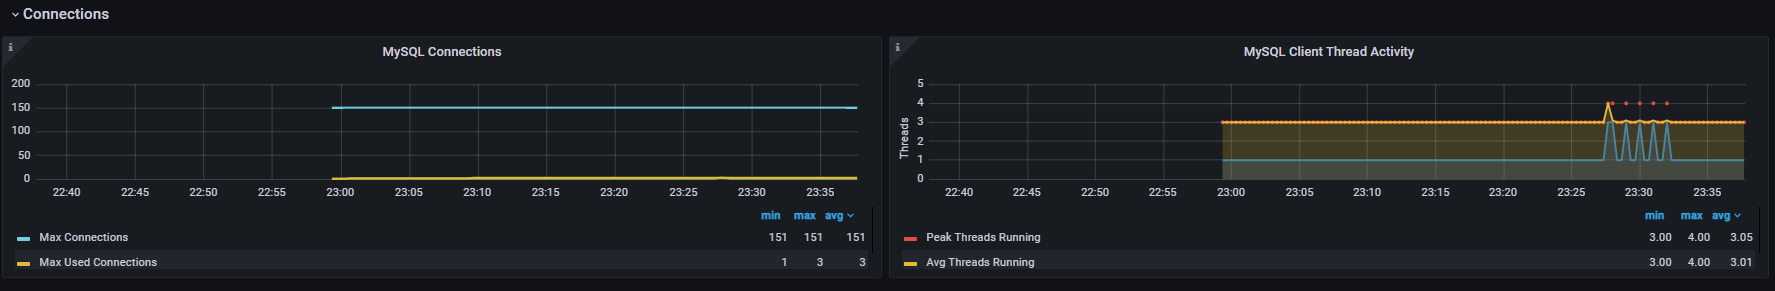 Connections
MySQL Connections
200
150
100
50
0
22:40 22:45 22:50 22:55 23:00 23:05 23:10 23:15 23:20 23:25 23:30 23:35
min max avg
Max Connections 151 151 151
Max Used Connections 1 3 3
MySQL Client Thread Activity
Threads
5
4
3
2
1
0
22:40 22:45 22:50 22:55 23:00 23:05 23:10 23:15 23:20 23:25 23:30 23:35
min max avg
Peak Threads Running 3.00 4.00 3.05
Avg Threads Running 3.00 4.00 3.01